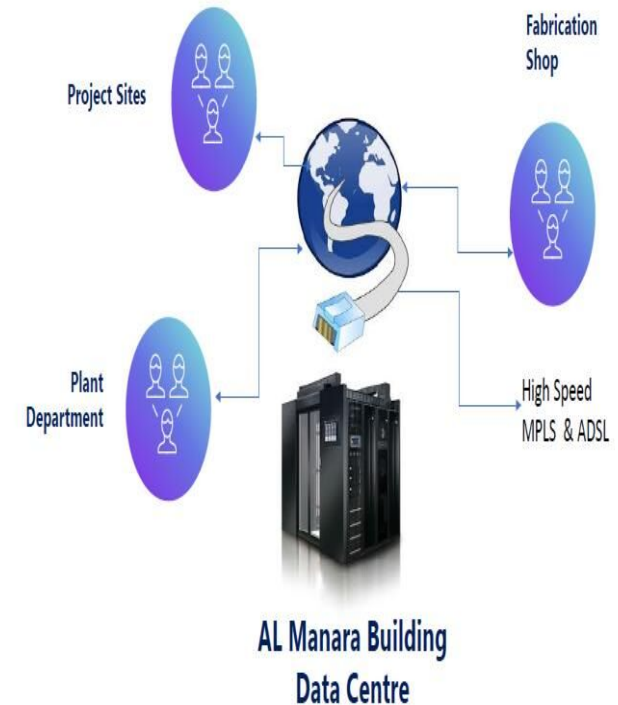 Fabrication
Shop
Project Sites
Plant
Department
High Speed
MPLS & ADSL
AL Manara Building
Data Centre